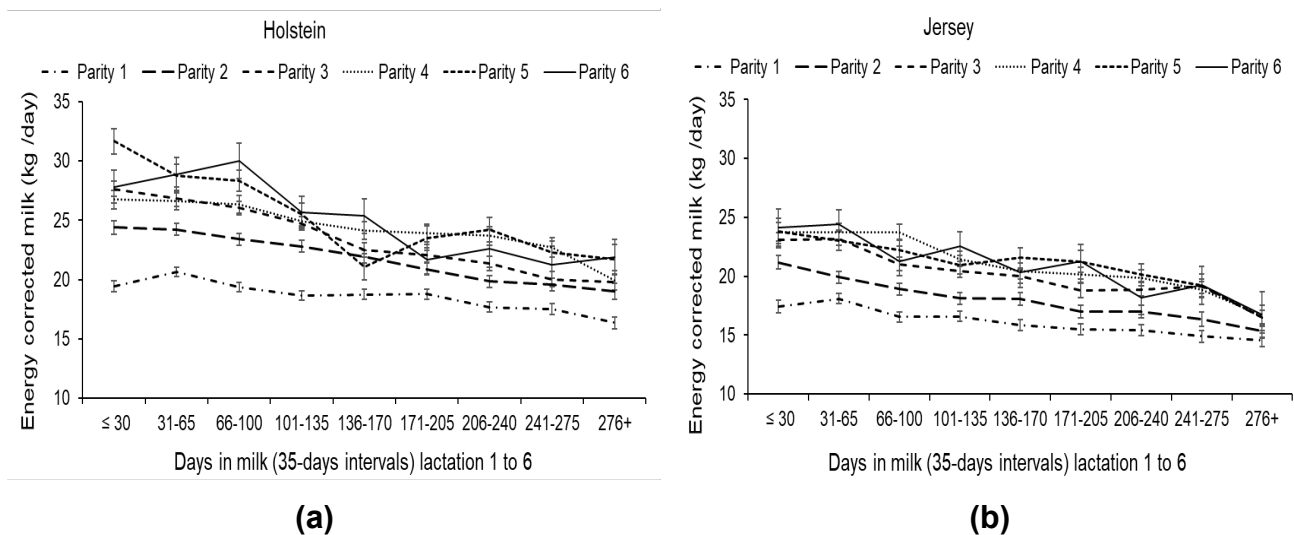 Holstein
Parity 1 Parity 2 Parity 3 Parity 4 Parity 5 Parity 6
Energy corrected milk (kg /day)
35
30
25
20
15
10
≤ 30 31-65 66-100 101-135 136-170 171-205 206-240 241-275 276+
Days in milk (35-days intervals) lactation 1 to 6
(a)
Jersey
Parity 1 Parity 2 Parity 3 Parity 4 Parity 5 Parity 6
Energy corrected milk (kg /day)
35
30
25
20
15
10
≤ 30 31-65 66-100 101-135 136-170 171-205 206-240 241-275 276+
Days in milk (35-days intervals) lactation 1 to 6
(b)